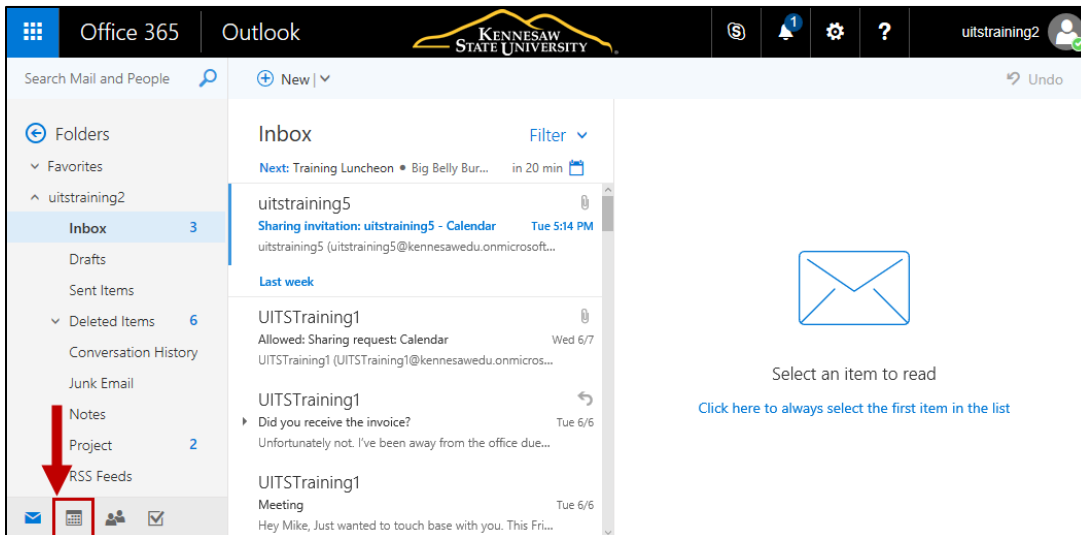 Office 365
Outlook
KENNESAW
STATE UNIVERSITY
1
?
uitstraining2
Search Mail and People
New
Undo
Folders
Favorites
uitstraining2
Inbox 3
Drafts
Sent Items
Deleted Items 6
Conversation History
Junk Email
Notes
Project 2
RSS Feeds
Inbox
Filter
Next: Training Luncheon • Big Belly Bur... in 20 min
uitstraining5
Sharing invitation: uitstraining5 - Calendar Tue 5:14 PM
uitstraining5 (uitstraining5@kennesawedu.onmicrosoft...
Last week
UITSTraining1
Allowed: Sharing request: Calendar Wed 6/7
UITSTraining1 (UITSTraining1@kennesawedu.onmicros...
UITSTraining1
Did you receive the invoice? Tue 6/6
Unfortunately not. I've been away from the office due...
UITSTraining1
Meeting Tue 6/6
Hey Mike, Just wanted to touch base with you. This Fri...
Select an item to read
Click here to always select the first item in the list